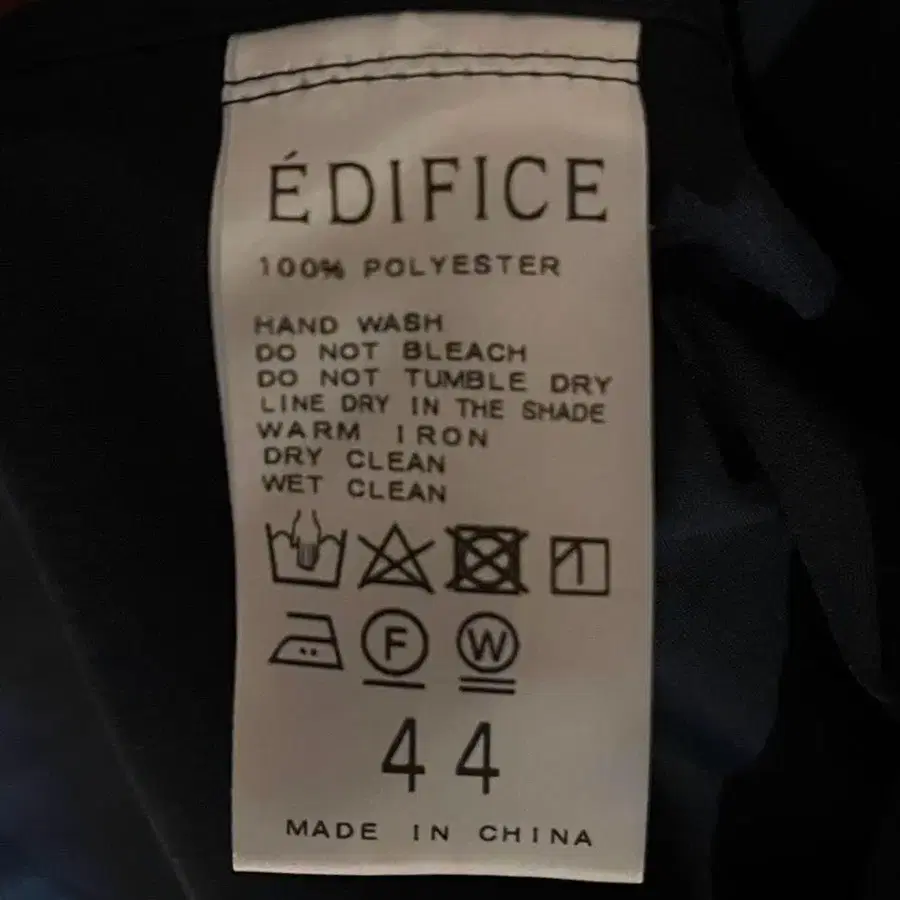 ÉDIFICE
100% POLYESTER
HAND WASH
DO NOT BLEACH
DO NOT TUMBLE DRY
LINE DRY IN THE SHADE
WARM IRON
DRY CLEAN
WET CLEAN
F W
44
MADE IN CHINA